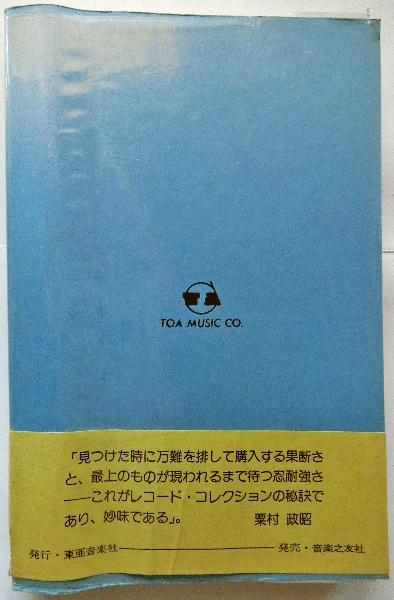 TA
TOA MUSIC CO.
「見つけた時に万難を排して購入する果断さ
と、最上のものが現われるまで待つ忍耐強さ
――これがレコード・コレクションの秘訣で
あり、妙味である」。 粟村 政昭
発行・東亜音楽社――――発売・音楽之友社